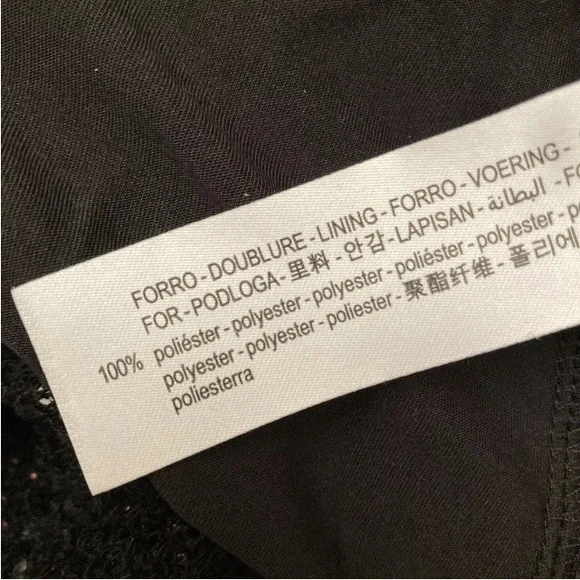 FORRO - DOUBLURE - LINING - FORRO - VOERING -
FOR - PODLOGA - 里料 - 안감 - LAPISAN - البطانة - FO
100% poliéster - polyester - polyester - poliéster - polyester - po
polyester - polyester - poliester - 聚酯纤维 - 폴리에
poliesterra